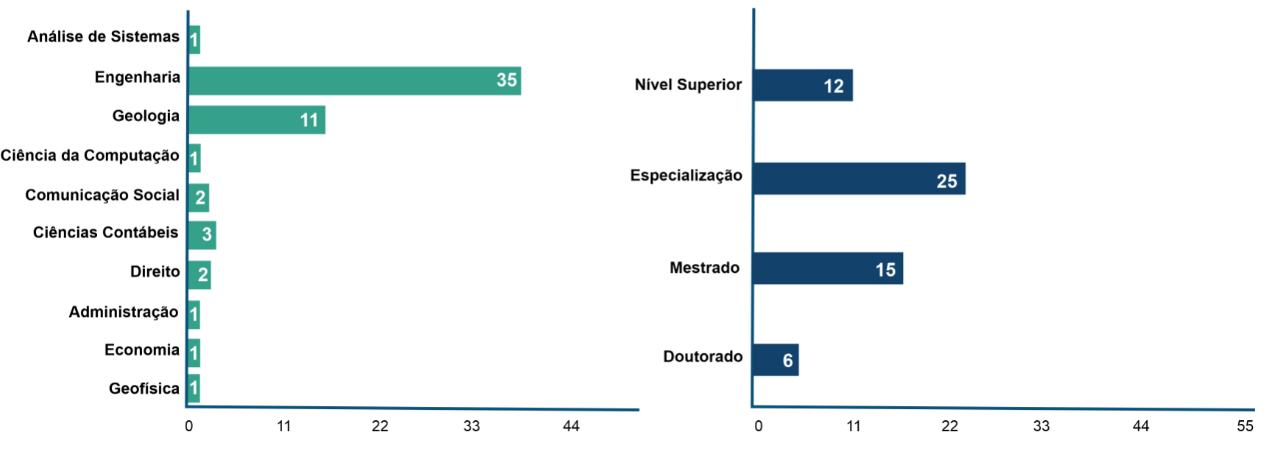 Análise de Sistemas 1
Engenharia 35
Geologia 11
Ciência da Computação 1
Comunicação Social 2
Ciências Contábeis 3
Direito 2
Administração 1
Economia 1
Geofísica 1
0 11 22 33 44
Nível Superior 12
Especialização 25
Mestrado 15
Doutorado 6
0 11 22 33 44 55